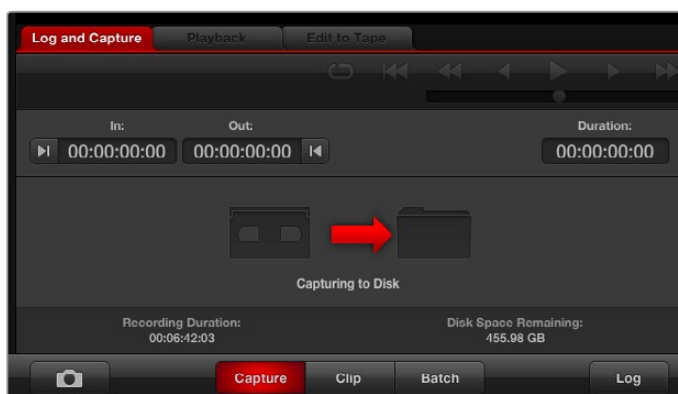 Log and Capture Playback Edit to Tape
In: Out: Duration:
00:00:00:00 00:00:00:00 00:00:00:00
Capturing to Disk
Recording Duration: Disk Space Remaining:
00:06:42:03 455.98 GB
Capture Clip Batch Log